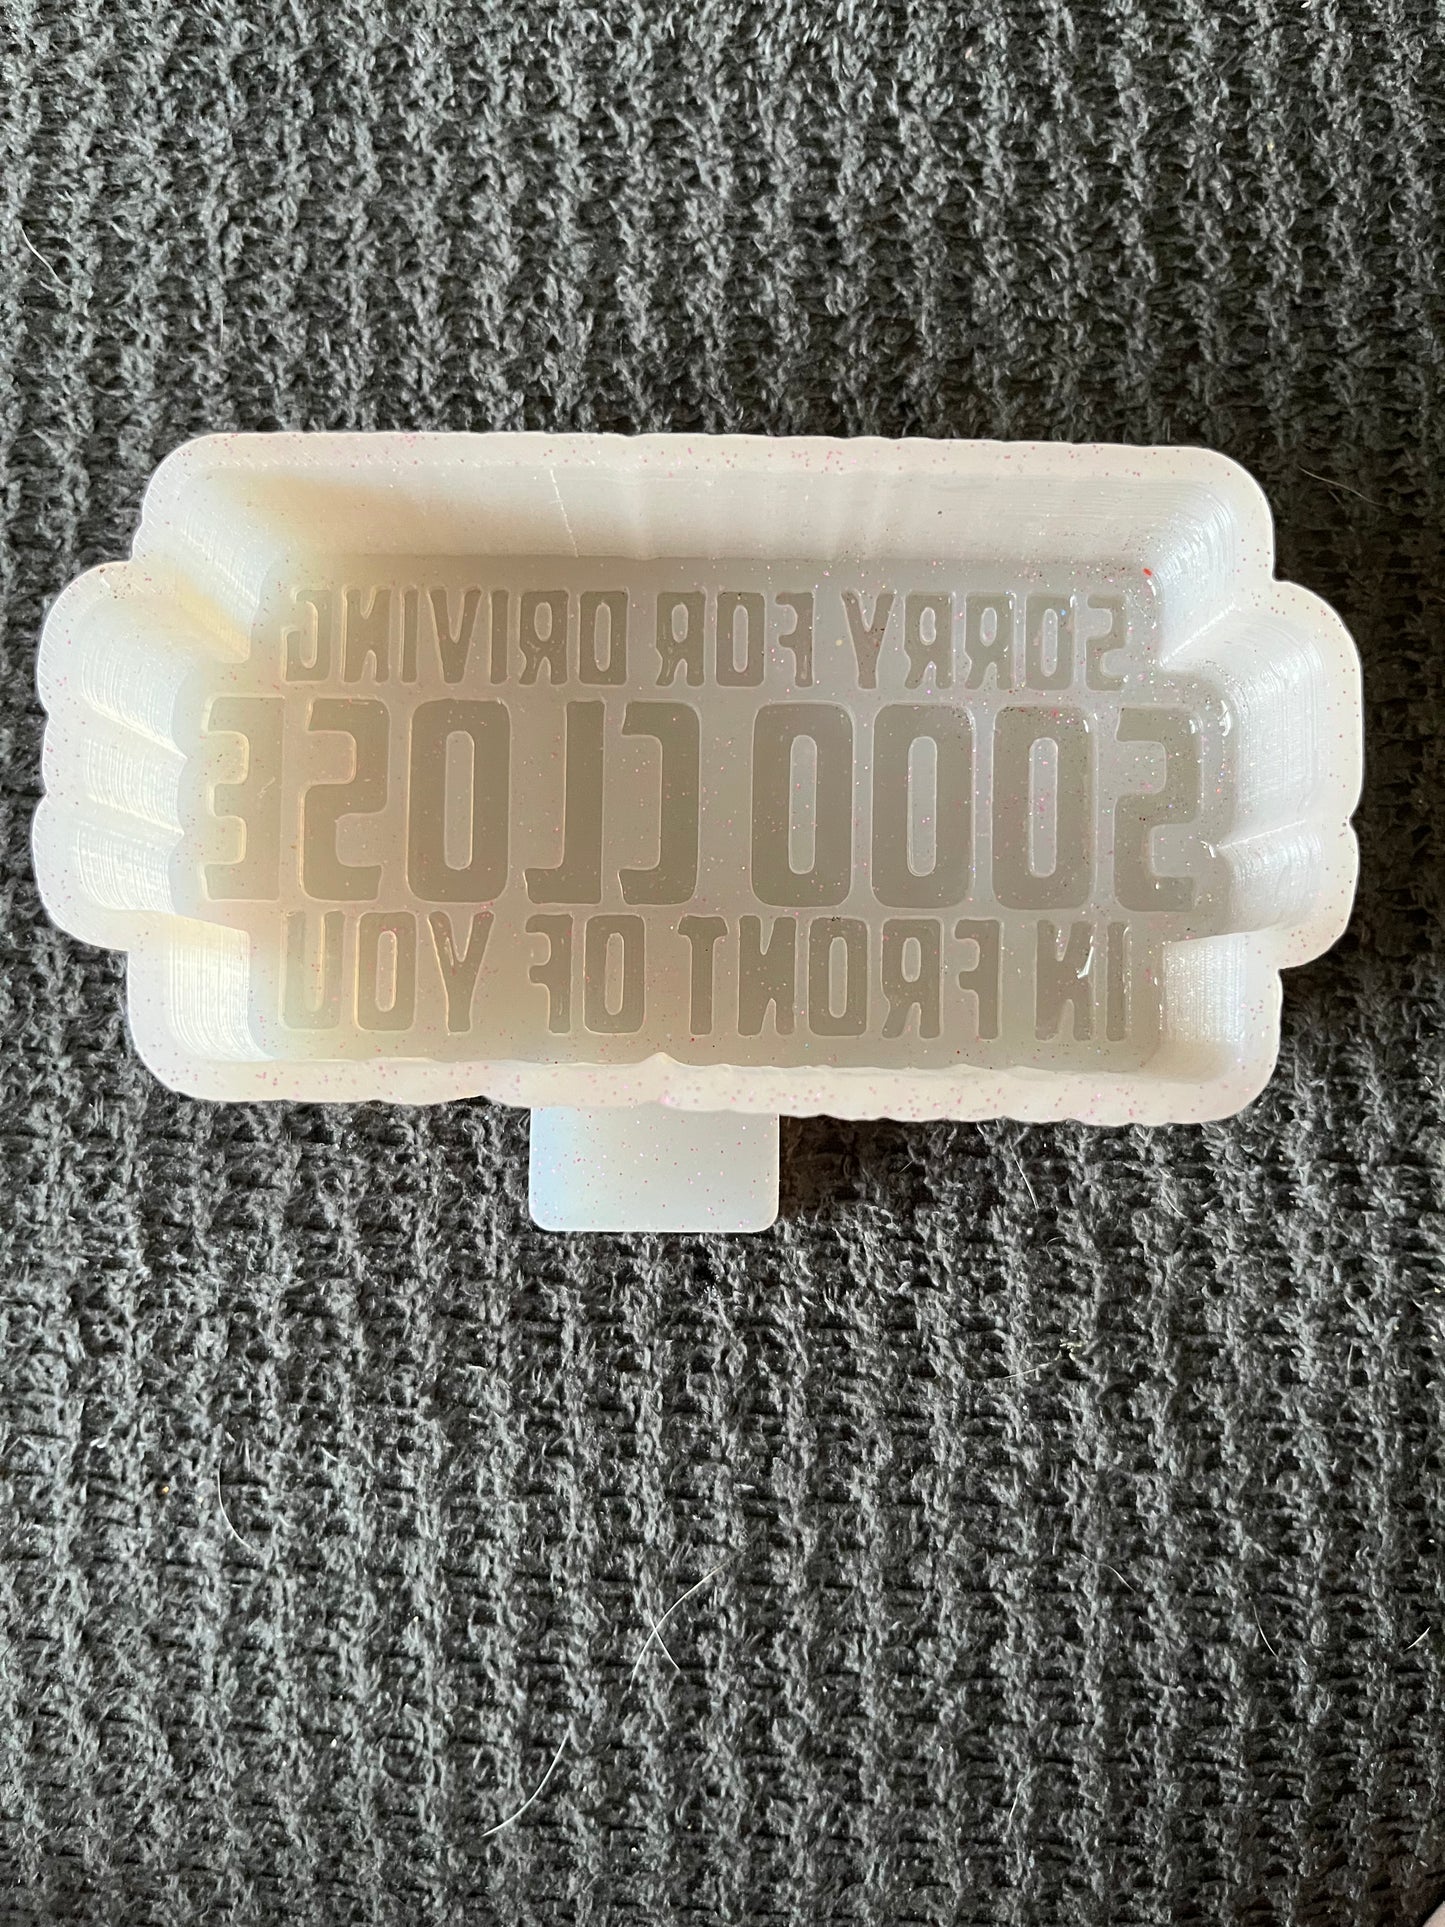 SORRY FOR DRIVING
SOOO CLOSE
IN FRONT OF YOU